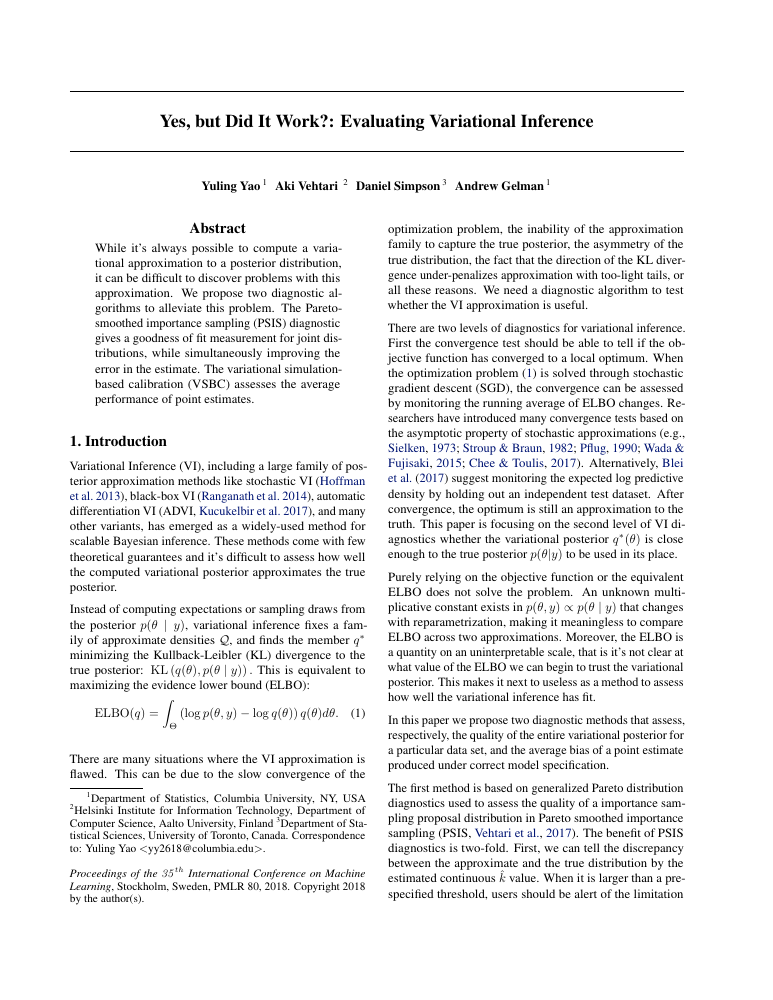 Yes, but Did It Work?: Evaluating Variational Inference
Yuling Yao 1 Aki Vehtari 2 Daniel Simpson 3 Andrew Gelman 1
Abstract
While it's always possible to compute a varia-
tional approximation to a posterior distribution,
it can be difficult to discover problems with this
approximation. We propose two diagnostic al-
gorithms to alleviate this problem. The Pareto-
smoothed importance sampling (PSIS) diagnostic
gives a goodness of fit measurement for joint dis-
tributions, while simultaneously improving the
error in the estimate. The variational simulation-
based calibration (VSBC) assesses the average
performance of point estimates.
1. Introduction
Variational Inference (VI), including a large family of pos-
terior approximation methods like stochastic VI (Hoffman
et al. 2013), black-box VI (Ranganath et al. 2014), automatic
differentiation VI (ADVI, Kucukelbir et al. 2017), and many
other variants, has emerged as a widely-used method for
scalable Bayesian inference. These methods come with few
theoretical guarantees and it's difficult to assess how well
the computed variational posterior approximates the true
posterior.
Instead of computing expectations or sampling draws from
the posterior p(θ | y), variational inference fixes a fam-
ily of approximate densities Q, and finds the member q*
minimizing the Kullback-Leibler (KL) divergence to the
true posterior: KL (q(θ), p(θ | y)) . This is equivalent to
maximizing the evidence lower bound (ELBO):
ELBO(q) = ∫_Θ (log p(θ, y) − log q(θ)) q(θ)dθ. (1)
There are many situations where the VI approximation is
flawed. This can be due to the slow convergence of the
1Department of Statistics, Columbia University, NY, USA
2Helsinki Institute for Information Technology, Department of
Computer Science, Aalto University, Finland 3Department of Sta-
tistical Sciences, University of Toronto, Canada. Correspondence
to: Yuling Yao <yy2618@columbia.edu>.
Proceedings of the 35th International Conference on Machine
Learning, Stockholm, Sweden, PMLR 80, 2018. Copyright 2018
by the author(s).
optimization problem, the inability of the approximation
family to capture the true posterior, the asymmetry of the
true distribution, the fact that the direction of the KL diver-
gence under-penalizes approximation with too-light tails, or
all these reasons. We need a diagnostic algorithm to test
whether the VI approximation is useful.
There are two levels of diagnostics for variational inference.
First the convergence test should be able to tell if the ob-
jective function has converged to a local optimum. When
the optimization problem (1) is solved through stochastic
gradient descent (SGD), the convergence can be assessed
by monitoring the running average of ELBO changes. Re-
searchers have introduced many convergence tests based on
the asymptotic property of stochastic approximations (e.g.,
Sielken, 1973; Stroup & Braun, 1982; Pflug, 1990; Wada &
Fujisaki, 2015; Chee & Toulis, 2017). Alternatively, Blei
et al. (2017) suggest monitoring the expected log predictive
density by holding out an independent test dataset. After
convergence, the optimum is still an approximation to the
truth. This paper is focusing on the second level of VI di-
agnostics whether the variational posterior q*(θ) is close
enough to the true posterior p(θ|y) to be used in its place.
Purely relying on the objective function or the equivalent
ELBO does not solve the problem. An unknown multi-
plicative constant exists in p(θ, y) ∝ p(θ | y) that changes
with reparametrization, making it meaningless to compare
ELBO across two approximations. Moreover, the ELBO is
a quantity on an uninterpretable scale, that is it's not clear at
what value of the ELBO we can begin to trust the variational
posterior. This makes it next to useless as a method to assess
how well the variational inference has fit.
In this paper we propose two diagnostic methods that assess,
respectively, the quality of the entire variational posterior for
a particular data set, and the average bias of a point estimate
produced under correct model specification.
The first method is based on generalized Pareto distribution
diagnostics used to assess the quality of a importance sam-
pling proposal distribution in Pareto smoothed importance
sampling (PSIS, Vehtari et al., 2017). The benefit of PSIS
diagnostics is two-fold. First, we can tell the discrepancy
between the approximate and the true distribution by the
estimated continuous k̂ value. When it is larger than a pre-
specified threshold, users should be alert of the limitation